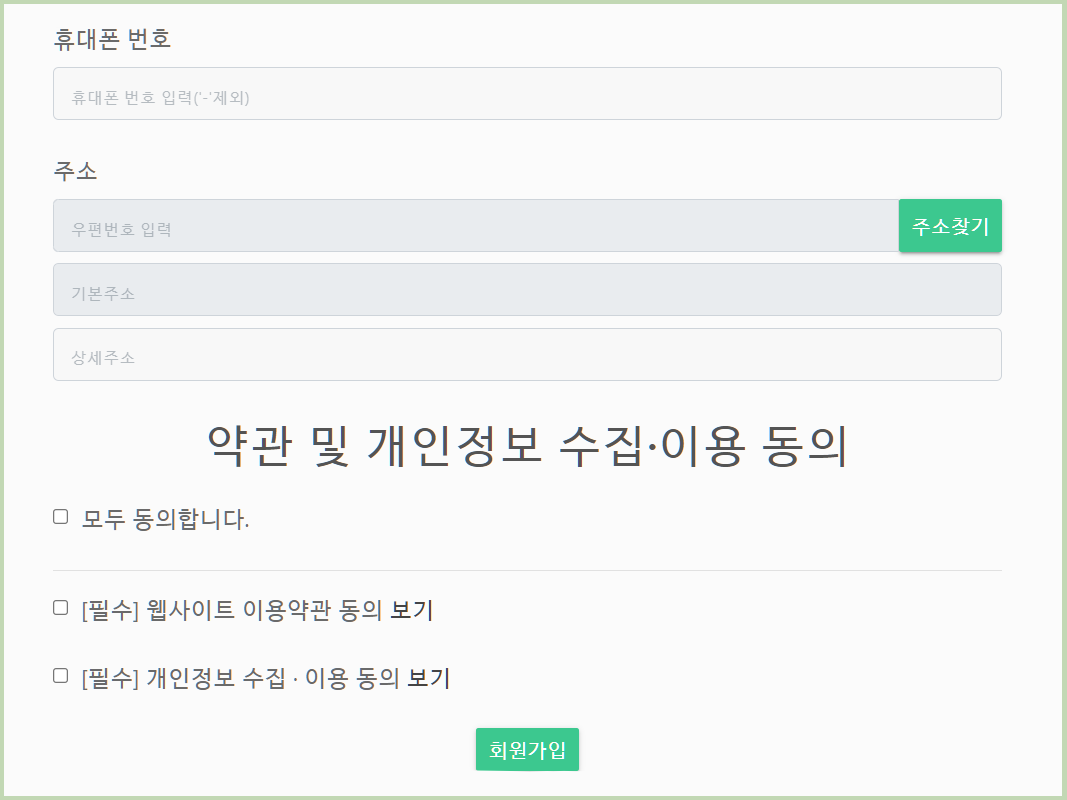 휴대폰 번호
휴대폰 번호 입력('-'제외)
주소
우편번호 입력
주소찾기
기본주소
상세주소
약관 및 개인정보 수집·이용 동의
모두 동의합니다.
[필수] 웹사이트 이용약관 동의 보기
[필수] 개인정보 수집 · 이용 동의 보기
회원가입